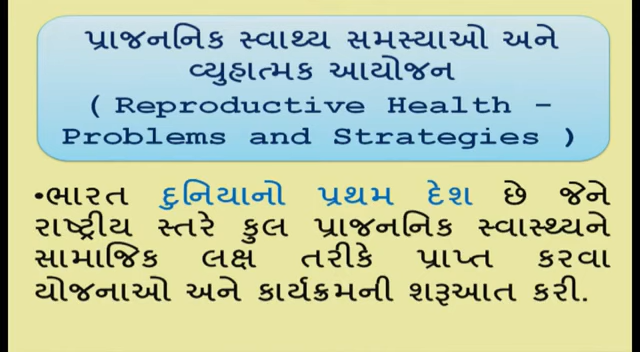 પ્રાજનનિક સ્વાથ્ય સમસ્યાઓ અને
વ્યુહાત્મક આયોજન
( Reproductive Health –
Problems and Strategies )
•ભારત દુનિયાનો પ્રથમ દેશ છે જેને
રાષ્ટ્રીય સ્તરે કુલ પ્રાજનનિક સ્વાસ્થ્યને
સામાજિક લક્ષ તરીકે પ્રાપ્ત કરવા
યોજનાઓ અને કાર્યક્રમની શરૂઆત કરી.